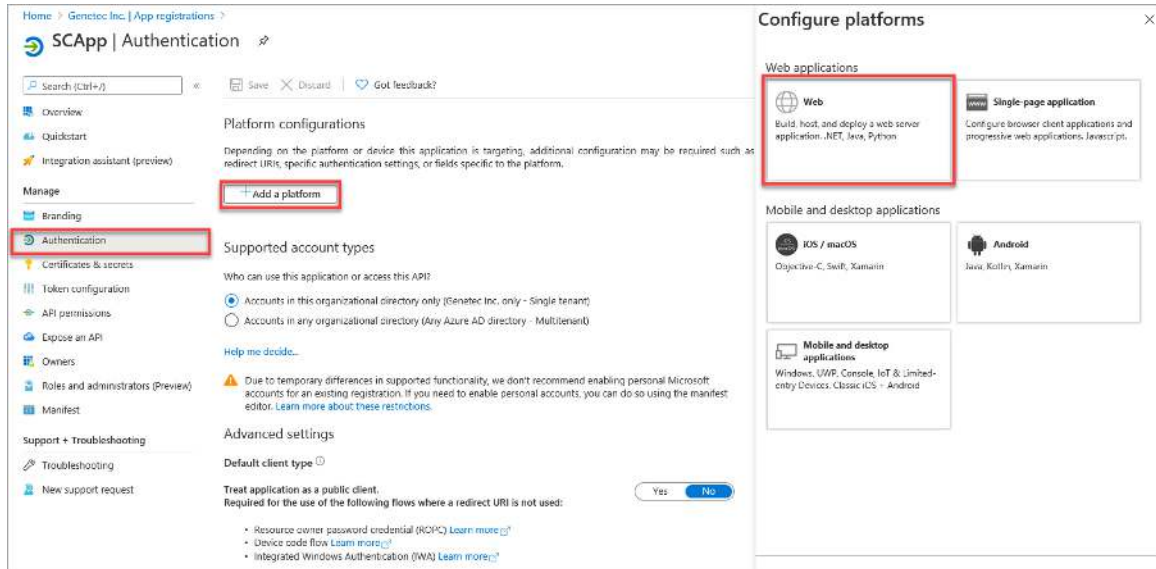 Home > Genetec Inc. | App registrations >
SCApp | Authentication
Search (Ctrl+/)
«
Overview
Quickstart
Integration assistant (preview)
Manage
Branding
Authentication
Certificates & secrets
Token configuration
API permissions
Expose an API
Owners
Roles and administrators (Preview)
Manifest
Support + Troubleshooting
Troubleshooting
New support request
Save Discard Got feedback?
Platform configurations
Depending on the platform or device this application is targeting, additional configuration may be required such as
redirect URIs, specific authentication settings, or fields specific to the platform.
+ Add a platform
Supported account types
Who can use this application or access this API?
Accounts in this organizational directory only (Genetec Inc. only - Single tenant)
Accounts in any organizational directory (Any Azure AD directory - Multitenant)
Help me decide...
Due to temporary differences in supported functionality, we don't recommend enabling personal Microsoft
accounts for an existing registration. If you need to enable personal accounts, you can do so using the manifest
editor. Learn more about these restrictions.
Advanced settings
Default client type
Treat application as a public client.
Required for the use of the following flows where a redirect URI is not used:
Yes No
• Resource owner password credential (ROPC) Learn more
• Device code flow Learn more
• Integrated Windows Authentication (IWA) Learn more
Configure platforms
Web applications
Web
Build, host, and deploy a web server
application. .NET, Java, Python
Single-page application
Configure browser client applications and
progressive web applications. Javascript.
Mobile and desktop applications
iOS / macOS
Objective-C, Swift, Xamarin
Android
Java, Kotlin, Xamarin
Mobile and desktop
applications
Windows, UWP, Console, IoT & Limited-
entry Devices, Classic iOS + Android